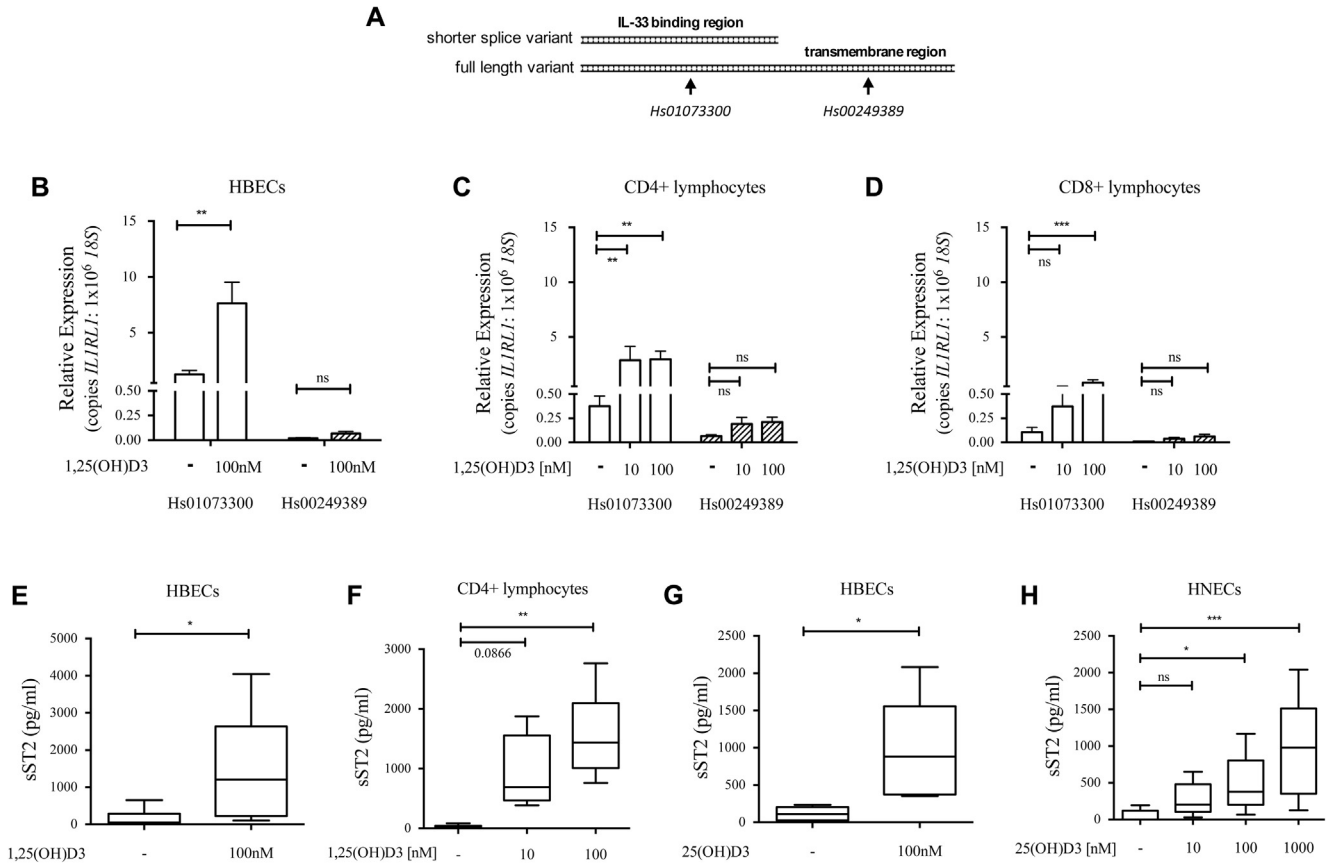 A
IL-33 binding region
shorter splice variant
transmembrane region
full length variant
Hs01073300 Hs00249389
B
HBECs
Relative Expression
(copies IL1RL1: 1x10⁶ 18S)
15
10
5
0.50
0.25
0.00
**
ns
1,25(OH)D3 - 100nM - 100nM
Hs01073300 Hs00249389
C
CD4+ lymphocytes
Relative Expression
(copies IL1RL1: 1x10⁶ 18S)
15
10
5
0.50
0.25
0.00
**
**
ns
ns
1,25(OH)D3 [nM] - 10 100 - 10 100
Hs01073300 Hs00249389
D
CD8+ lymphocytes
Relative Expression
(copies IL1RL1: 1x10⁶ 18S)
15
10
5
0.50
0.25
0.00
***
ns
ns
ns
1,25(OH)D3 [nM] - 10 100 - 10 100
Hs01073300 Hs00249389
E
HBECs
sST2 (pg/ml)
5000
4000
3000
2000
1000
0
*
1,25(OH)D3 - 100nM
F
CD4+ lymphocytes
sST2 (pg/ml)
3000
2000
1000
0
**
0.0866
1,25(OH)D3 [nM] - 10 100
G
HBECs
sST2 (pg/ml)
2500
2000
1500
1000
500
0
*
25(OH)D3 - 100nM
H
HNECs
sST2 (pg/ml)
2500
2000
1500
1000
500
0
***
*
ns
25(OH)D3 [nM] - 10 100 1000